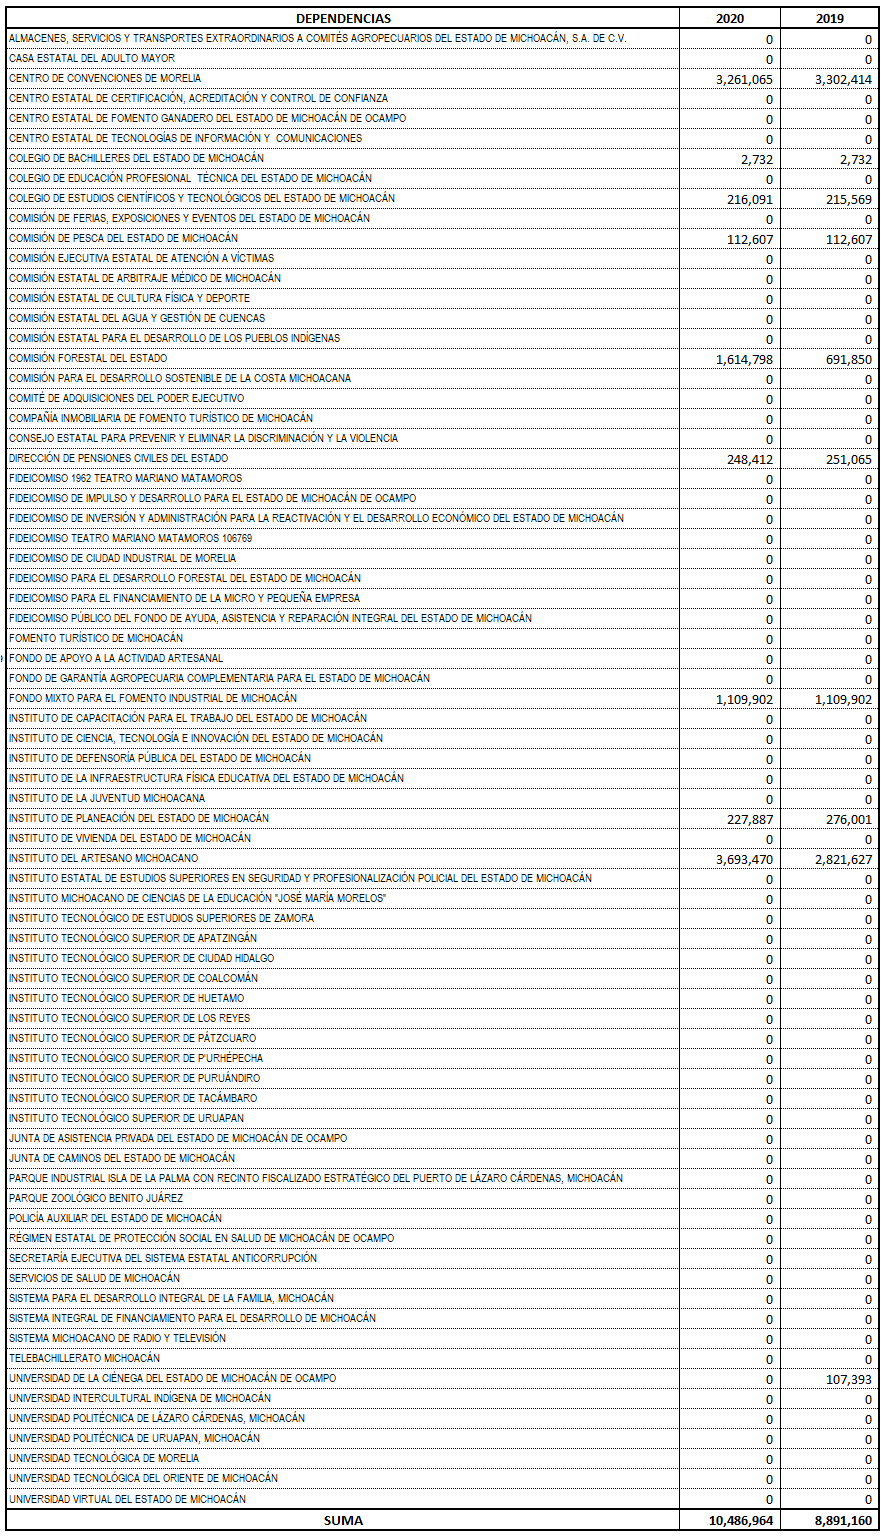 DEPENDENCIAS 2020 2019
ALMACENES, SERVICIOS Y TRANSPORTES EXTRAORDINARIOS A COMITÉS AGROPECUARIOS DEL ESTADO DE MICHOACÁN, S.A. DE C.V. 0 0
CASA ESTATAL DEL ADULTO MAYOR 0 0
CENTRO DE CONVENCIONES DE MORELIA 3,261,065 3,302,414
CENTRO ESTATAL DE CERTIFICACIÓN, ACREDITACIÓN Y CONTROL DE CONFIANZA 0 0
CENTRO ESTATAL DE FOMENTO GANADERO DEL ESTADO DE MICHOACÁN DE OCAMPO 0 0
CENTRO ESTATAL DE TECNOLOGÍAS DE INFORMACIÓN Y COMUNICACIONES 0 0
COLEGIO DE BACHILLERES DEL ESTADO DE MICHOACÁN 2,732 2,732
COLEGIO DE EDUCACIÓN PROFESIONAL TÉCNICA DEL ESTADO DE MICHOACÁN 0 0
COLEGIO DE ESTUDIOS CIENTÍFICOS Y TECNOLÓGICOS DEL ESTADO DE MICHOACÁN 216,091 215,569
COMISIÓN DE FERIAS, EXPOSICIONES Y EVENTOS DEL ESTADO DE MICHOACÁN 0 0
COMISIÓN DE PESCA DEL ESTADO DE MICHOACÁN 112,607 112,607
COMISIÓN EJECUTIVA ESTATAL DE ATENCIÓN A VÍCTIMAS 0 0
COMISIÓN ESTATAL DE ARBITRAJE MÉDICO DE MICHOACÁN 0 0
COMISIÓN ESTATAL DE CULTURA FÍSICA Y DEPORTE 0 0
COMISIÓN ESTATAL DEL AGUA Y GESTIÓN DE CUENCAS 0 0
COMISIÓN ESTATAL PARA EL DESARROLLO DE LOS PUEBLOS INDÍGENAS 0 0
COMISIÓN FORESTAL DEL ESTADO 1,614,798 691,850
COMISIÓN PARA EL DESARROLLO SOSTENIBLE DE LA COSTA MICHOACANA 0 0
COMITÉ DE ADQUISICIONES DEL PODER EJECUTIVO 0 0
COMPAÑÍA INMOBILIARIA DE FOMENTO TURÍSTICO DE MICHOACÁN 0 0
CONSEJO ESTATAL PARA PREVENIR Y ELIMINAR LA DISCRIMINACIÓN Y LA VIOLENCIA 0 0
DIRECCIÓN DE PENSIONES CIVILES DEL ESTADO 248,412 251,065
FIDEICOMISO 1962 TEATRO MARIANO MATAMOROS 0 0
FIDEICOMISO DE IMPULSO Y DESARROLLO PARA EL ESTADO DE MICHOACÁN DE OCAMPO 0 0
FIDEICOMISO DE INVERSIÓN Y ADMINISTRACIÓN PARA LA REACTIVACIÓN Y EL DESARROLLO ECONÓMICO DEL ESTADO DE MICHOACÁN 0 0
FIDEICOMISO TEATRO MARIANO MATAMOROS 106769 0 0
FIDEICOMISO DE CIUDAD INDUSTRIAL DE MORELIA 0 0
FIDEICOMISO PARA EL DESARROLLO FORESTAL DEL ESTADO DE MICHOACÁN 0 0
FIDEICOMISO PARA EL FINANCIAMIENTO DE LA MICRO Y PEQUEÑA EMPRESA 0 0
FIDEICOMISO PÚBLICO DEL FONDO DE AYUDA, ASISTENCIA Y REPARACIÓN INTEGRAL DEL ESTADO DE MICHOACÁN 0 0
FOMENTO TURÍSTICO DE MICHOACÁN 0 0
FONDO DE APOYO A LA ACTIVIDAD ARTESANAL 0 0
FONDO DE GARANTÍA AGROPECUARIA COMPLEMENTARIA PARA EL ESTADO DE MICHOACÁN 0 0
FONDO MIXTO PARA EL FOMENTO INDUSTRIAL DE MICHOACÁN 1,109,902 1,109,902
INSTITUTO DE CAPACITACIÓN PARA EL TRABAJO DEL ESTADO DE MICHOACÁN 0 0
INSTITUTO DE CIENCIA, TECNOLOGÍA E INNOVACIÓN DEL ESTADO DE MICHOACÁN 0 0
INSTITUTO DE DEFENSORÍA PÚBLICA DEL ESTADO DE MICHOACÁN 0 0
INSTITUTO DE LA INFRAESTRUCTURA FÍSICA EDUCATIVA DEL ESTADO DE MICHOACÁN 0 0
INSTITUTO DE LA JUVENTUD MICHOACANA 0 0
INSTITUTO DE PLANEACIÓN DEL ESTADO DE MICHOACÁN 227,887 276,001
INSTITUTO DE VIVIENDA DEL ESTADO DE MICHOACÁN 0 0
INSTITUTO DEL ARTESANO MICHOACANO 3,693,470 2,821,627
INSTITUTO ESTATAL DE ESTUDIOS SUPERIORES EN SEGURIDAD Y PROFESIONALIZACIÓN POLICIAL DEL ESTADO DE MICHOACÁN 0 0
INSTITUTO MICHOACANO DE CIENCIAS DE LA EDUCACIÓN "JOSÉ MARÍA MORELOS" 0 0
INSTITUTO TECNOLÓGICO DE ESTUDIOS SUPERIORES DE ZAMORA 0 0
INSTITUTO TECNOLÓGICO SUPERIOR DE APATZINGÁN 0 0
INSTITUTO TECNOLÓGICO SUPERIOR DE CIUDAD HIDALGO 0 0
INSTITUTO TECNOLÓGICO SUPERIOR DE COALCOMÁN 0 0
INSTITUTO TECNOLÓGICO SUPERIOR DE HUETAMO 0 0
INSTITUTO TECNOLÓGICO SUPERIOR DE LOS REYES 0 0
INSTITUTO TECNOLÓGICO SUPERIOR DE PÁTZCUARO 0 0
INSTITUTO TECNOLÓGICO SUPERIOR DE P'URHÉPECHA 0 0
INSTITUTO TECNOLÓGICO SUPERIOR DE PURUÁNDIRO 0 0
INSTITUTO TECNOLÓGICO SUPERIOR DE TACÁMBARO 0 0
INSTITUTO TECNOLÓGICO SUPERIOR DE URUAPAN 0 0
JUNTA DE ASISTENCIA PRIVADA DEL ESTADO DE MICHOACÁN DE OCAMPO 0 0
JUNTA DE CAMINOS DEL ESTADO DE MICHOACÁN 0 0
PARQUE INDUSTRIAL ISLA DE LA PALMA CON RECINTO FISCALIZADO ESTRATÉGICO DEL PUERTO DE LÁZARO CÁRDENAS, MICHOACÁN 0 0
PARQUE ZOOLÓGICO BENITO JUÁREZ 0 0
POLICÍA AUXILIAR DEL ESTADO DE MICHOACÁN 0 0
RÉGIMEN ESTATAL DE PROTECCIÓN SOCIAL EN SALUD DE MICHOACÁN DE OCAMPO 0 0
SECRETARÍA EJECUTIVA DEL SISTEMA ESTATAL ANTICORRUPCIÓN 0 0
SERVICIOS DE SALUD DE MICHOACÁN 0 0
SISTEMA PARA EL DESARROLLO INTEGRAL DE LA FAMILIA, MICHOACÁN 0 0
SISTEMA INTEGRAL DE FINANCIAMIENTO PARA EL DESARROLLO DE MICHOACÁN 0 0
SISTEMA MICHOACANO DE RADIO Y TELEVISIÓN 0 0
TELEBACHILLERATO MICHOACÁN 0 0
UNIVERSIDAD DE LA CIÉNEGA DEL ESTADO DE MICHOACÁN DE OCAMPO 0 107,393
UNIVERSIDAD INTERCULTURAL INDÍGENA DE MICHOACÁN 0 0
UNIVERSIDAD POLITÉCNICA DE LÁZARO CÁRDENAS, MICHOACÁN 0 0
UNIVERSIDAD POLITÉCNICA DE URUAPAN, MICHOACÁN 0 0
UNIVERSIDAD TECNOLÓGICA DE MORELIA 0 0
UNIVERSIDAD TECNOLÓGICA DEL ORIENTE DE MICHOACÁN 0 0
UNIVERSIDAD VIRTUAL DEL ESTADO DE MICHOACÁN 0 0
SUMA 10,486,964 8,891,160